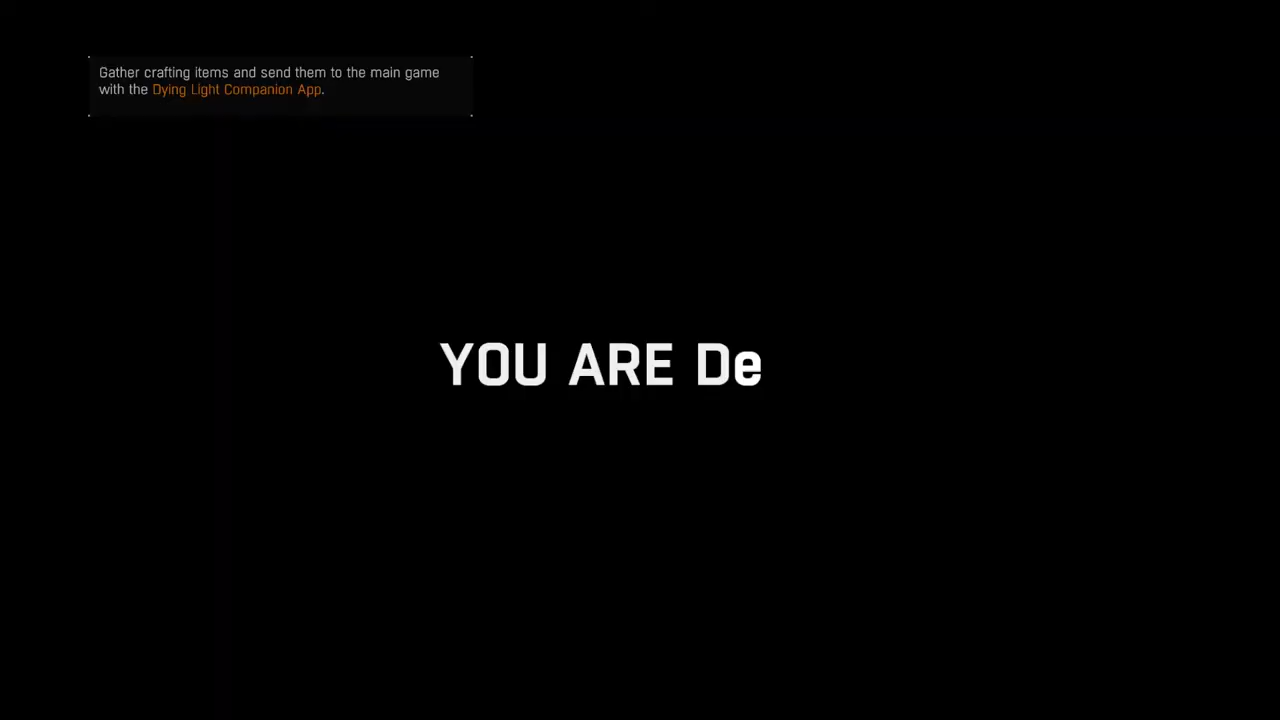 Gather crafting items and send them to the main game
with the Dying Light Companion App.
YOU ARE De